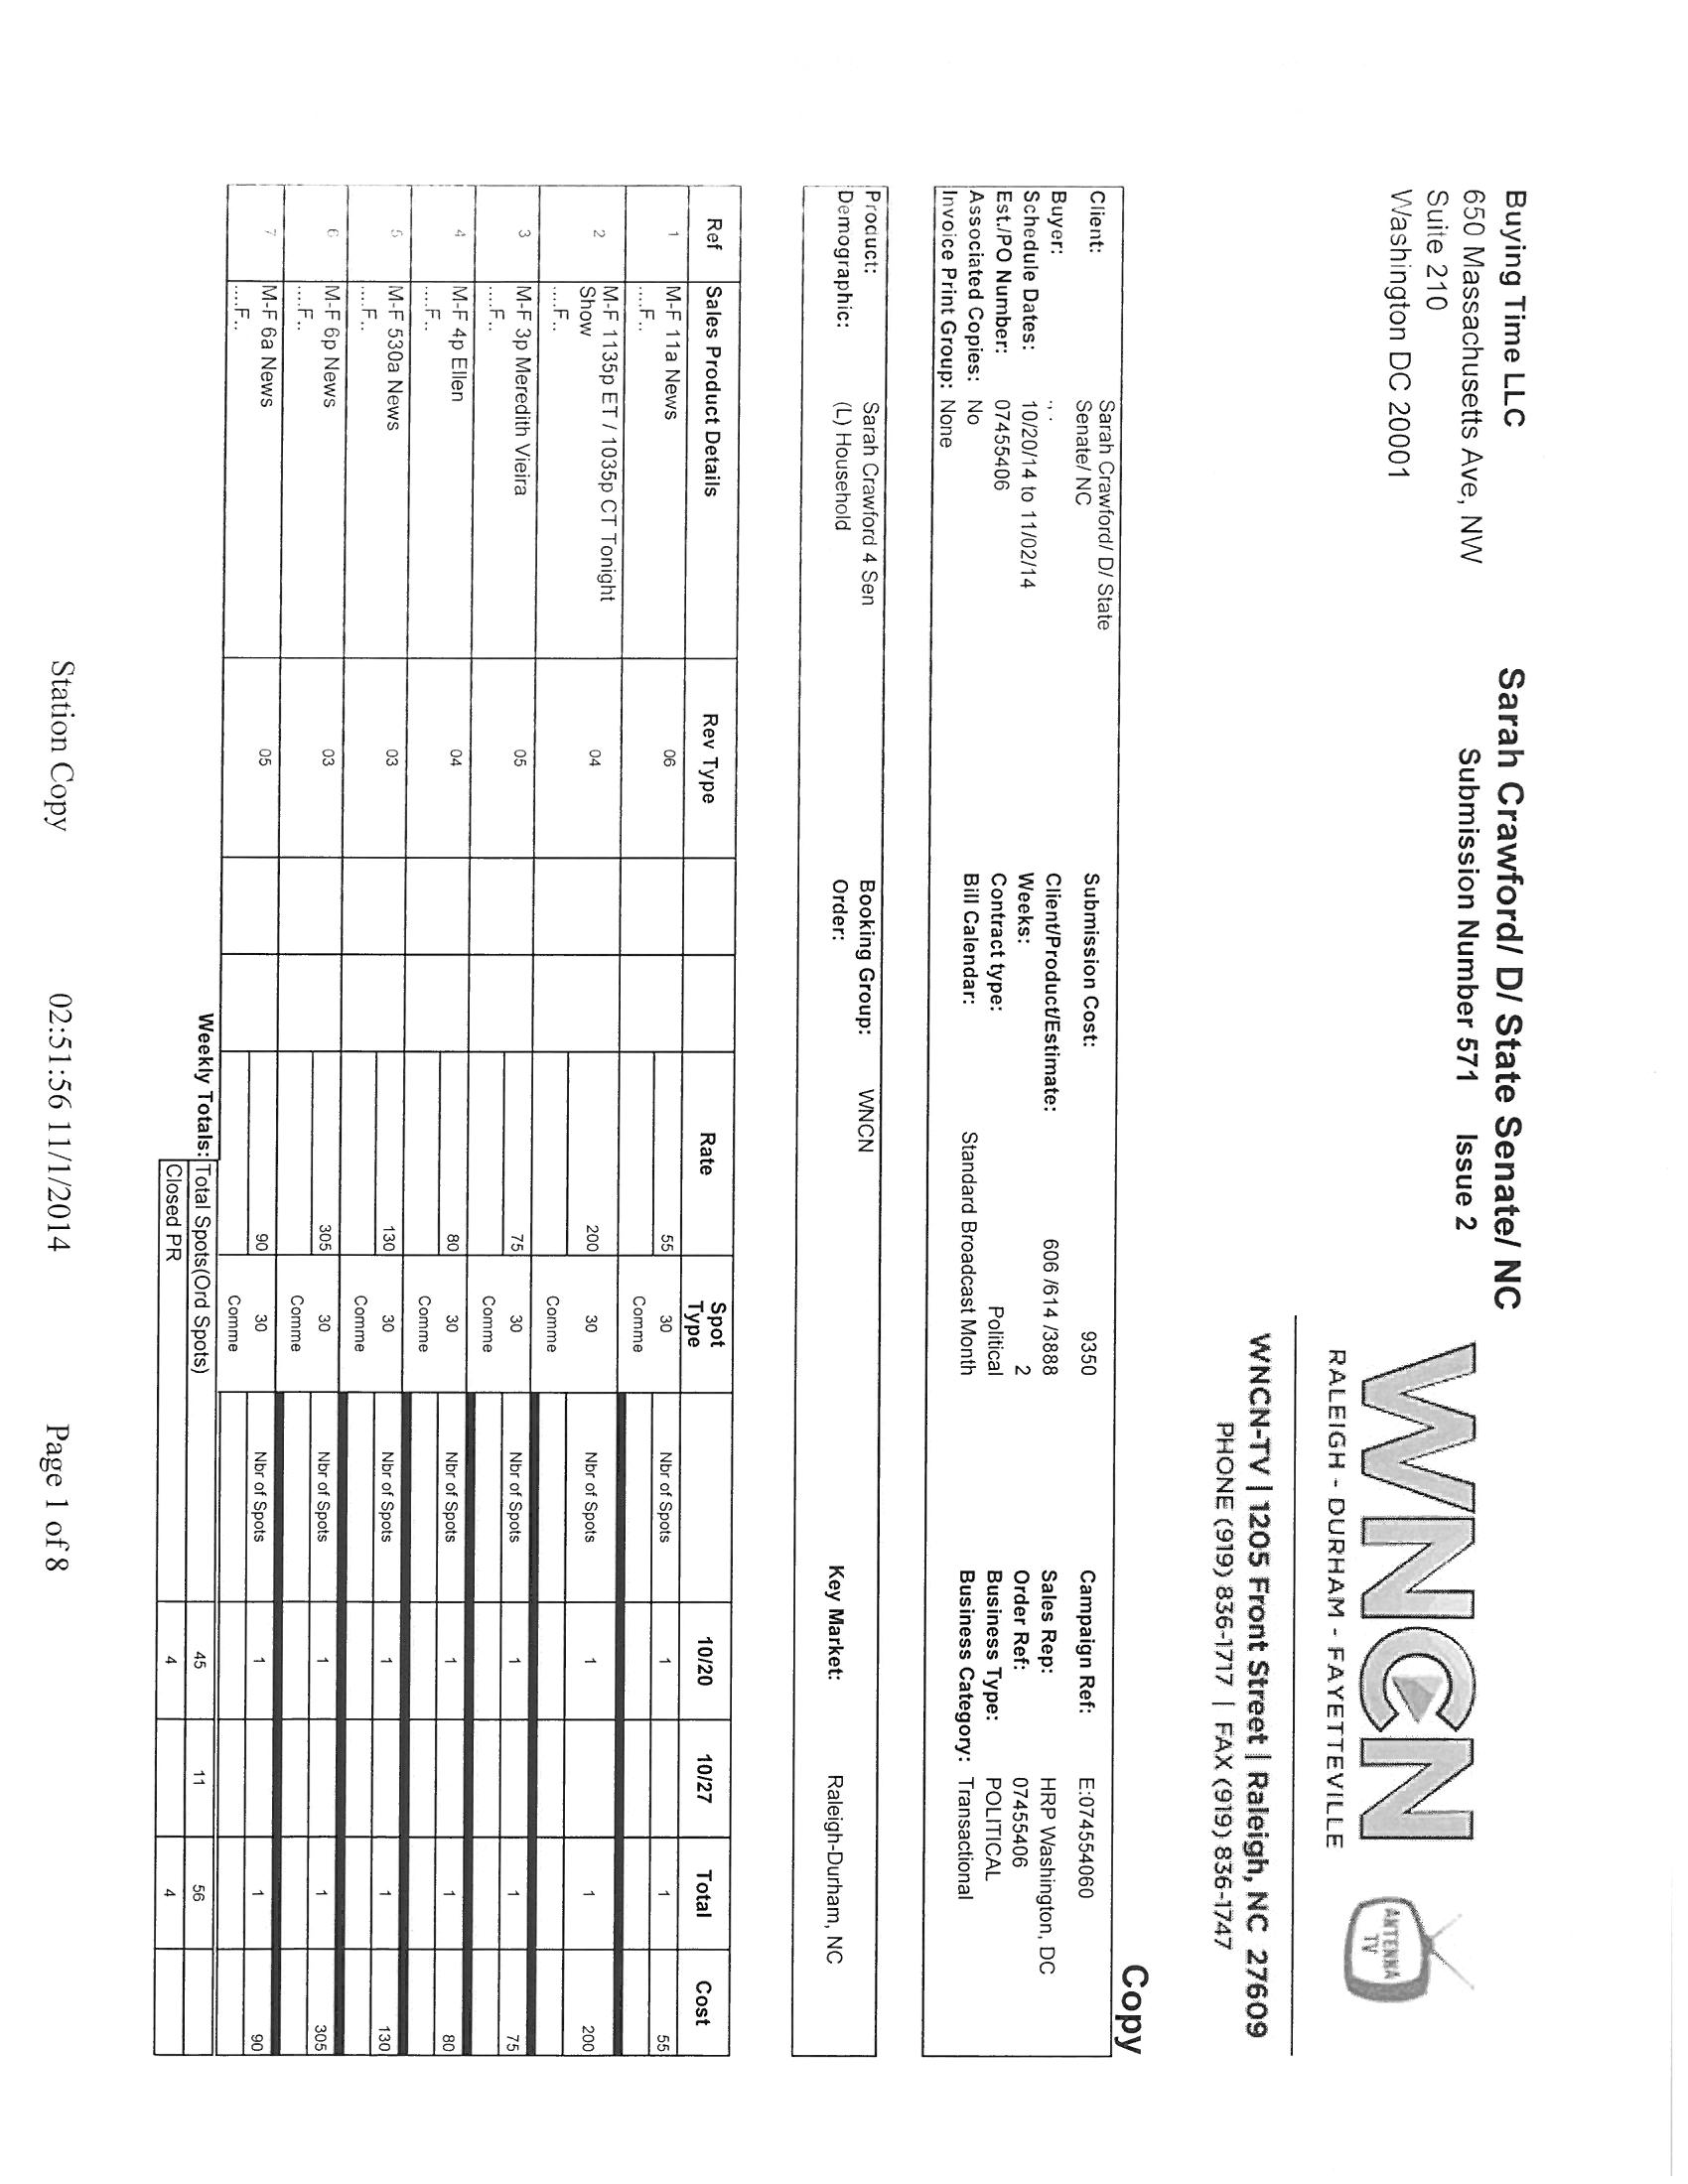 Buying Time LLC
650 Massachusetts Ave, NW
Suite 210
Washington DC 20001
Sarah Crawford/ D/ State Senate/ NC
Submission Number 571 Issue 2
WNCN
RALEIGH - DURHAM - FAYETTEVILLE
ANTENNA
TV
WNCN-TV | 1205 Front Street | Raleigh, NC 27609
PHONE (919) 836-1717 | FAX (919) 836-1747
Copy
Client: Sarah Crawford/ D/ State Submission Cost: 9350 Campaign Ref: E:074554060
Senate/ NC
Buyer: ., . Client/Product/Estimate: 606 /614 /3888 Sales Rep: HRP Washington, DC
Schedule Dates: 10/20/14 to 11/02/14 Weeks: 2 Order Ref: 07455406
Est./PO Number: 07455406 Contract type: Political Business Type: POLITICAL
Associated Copies: No Bill Calendar: Standard Broadcast Month Business Category: Transactional
Invoice Print Group: None
Product: Sarah Crawford 4 Sen Booking Group: WNCN
Demographic: (L) Household Order: Key Market: Raleigh-Durham, NC
Ref Sales Product Details Rev Type Rate Spot Type 10/20 10/27 Total Cost
1 M-F 11a News 06 55 30 Nbr of Spots 1 1 55
....F.. Comme
2 M-F 1135p ET / 1035p CT Tonight 04 200 30 Nbr of Spots 1 1 200
Show
....F.. Comme
3 M-F 3p Meredith Vieira 05 75 30 Nbr of Spots 1 1 75
....F.. Comme
4 M-F 4p Ellen 04 80 30 Nbr of Spots 1 1 80
....F.. Comme
5 M-F 530a News 03 130 30 Nbr of Spots 1 1 130
....F.. Comme
6 M-F 6p News 03 305 30 Nbr of Spots 1 1 305
....F.. Comme
7 M-F 6a News 05 90 30 Nbr of Spots 1 1 90
....F.. Comme
Weekly Totals: Total Spots(Ord Spots) 45 11 56
Closed PR 4 4
Station Copy 02:51:56 11/1/2014 Page 1 of 8